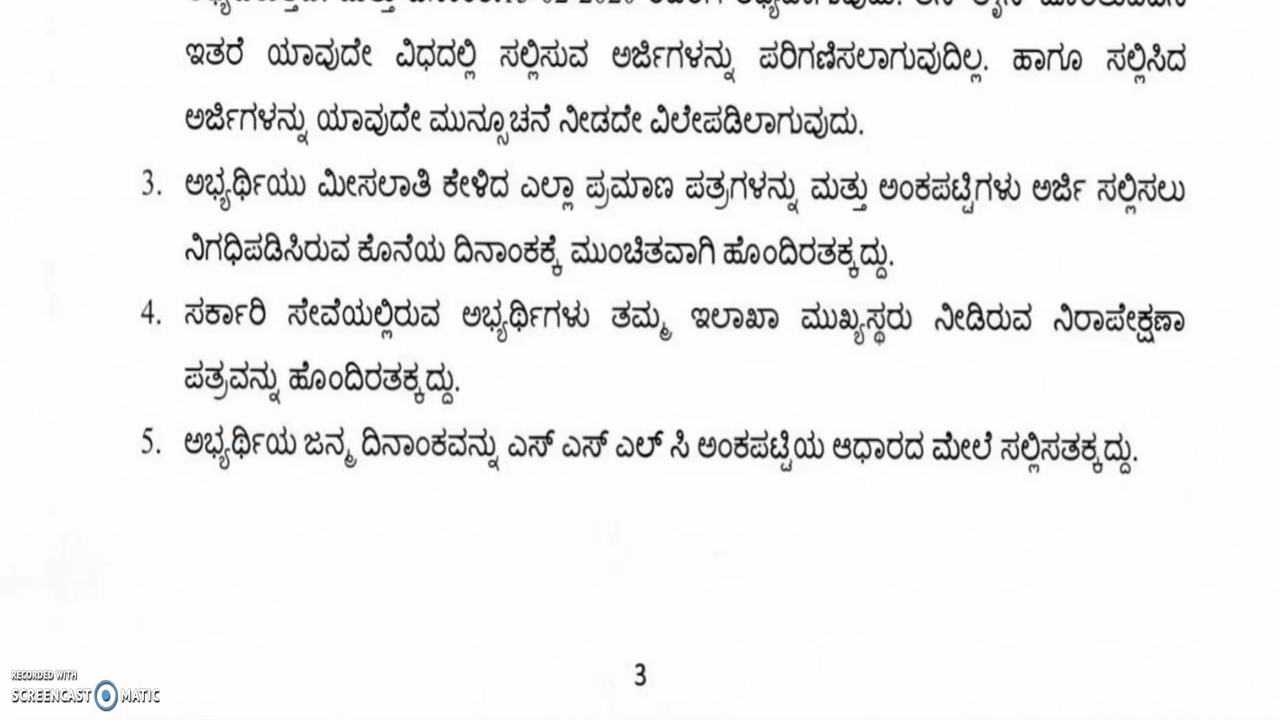 ಇತರೆ ಯಾವುದೇ ವಿಧದಲ್ಲಿ ಸಲ್ಲಿಸುವ ಅರ್ಜಿಗಳನ್ನು ಪರಿಗಣಿಸಲಾಗುವುದಿಲ್ಲ. ಹಾಗೂ ಸಲ್ಲಿಸಿದ
ಅರ್ಜಿಗಳನ್ನು ಯಾವುದೇ ಮುನ್ಸೂಚನೆ ನೀಡದೇ ವಿಲೇಪಡಿಲಾಗುವುದು.
3. ಅಭ್ಯರ್ಥಿಯು ಮೀಸಲಾತಿ ಕೇಳಿದ ಎಲ್ಲಾ ಪ್ರಮಾಣ ಪತ್ರಗಳನ್ನು ಮತ್ತು ಅಂಕಪಟ್ಟಿಗಳು ಅರ್ಜಿ ಸಲ್ಲಿಸಲು
ನಿಗಧಿಪಡಿಸಿರುವ ಕೊನೆಯ ದಿನಾಂಕಕ್ಕೆ ಮುಂಚಿತವಾಗಿ ಹೊಂದಿರತಕ್ಕದ್ದು.
4. ಸರ್ಕಾರಿ ಸೇವೆಯಲ್ಲಿರುವ ಅಭ್ಯರ್ಥಿಗಳು ತಮ್ಮ ಇಲಾಖಾ ಮುಖ್ಯಸ್ಥರು ನೀಡಿರುವ ನಿರಾಪೇಕ್ಷಣಾ
ಪತ್ರವನ್ನು ಹೊಂದಿರತಕ್ಕದ್ದು.
5. ಅಭ್ಯರ್ಥಿಯ ಜನ್ಮ ದಿನಾಂಕವನ್ನು ಎಸ್ ಎಸ್ ಎಲ್ ಸಿ ಅಂಕಪಟ್ಟಿಯ ಆಧಾರದ ಮೇಲೆ ಸಲ್ಲಿಸತಕ್ಕದ್ದು.
3
RECORDED WITH
SCREENCAST MATIC